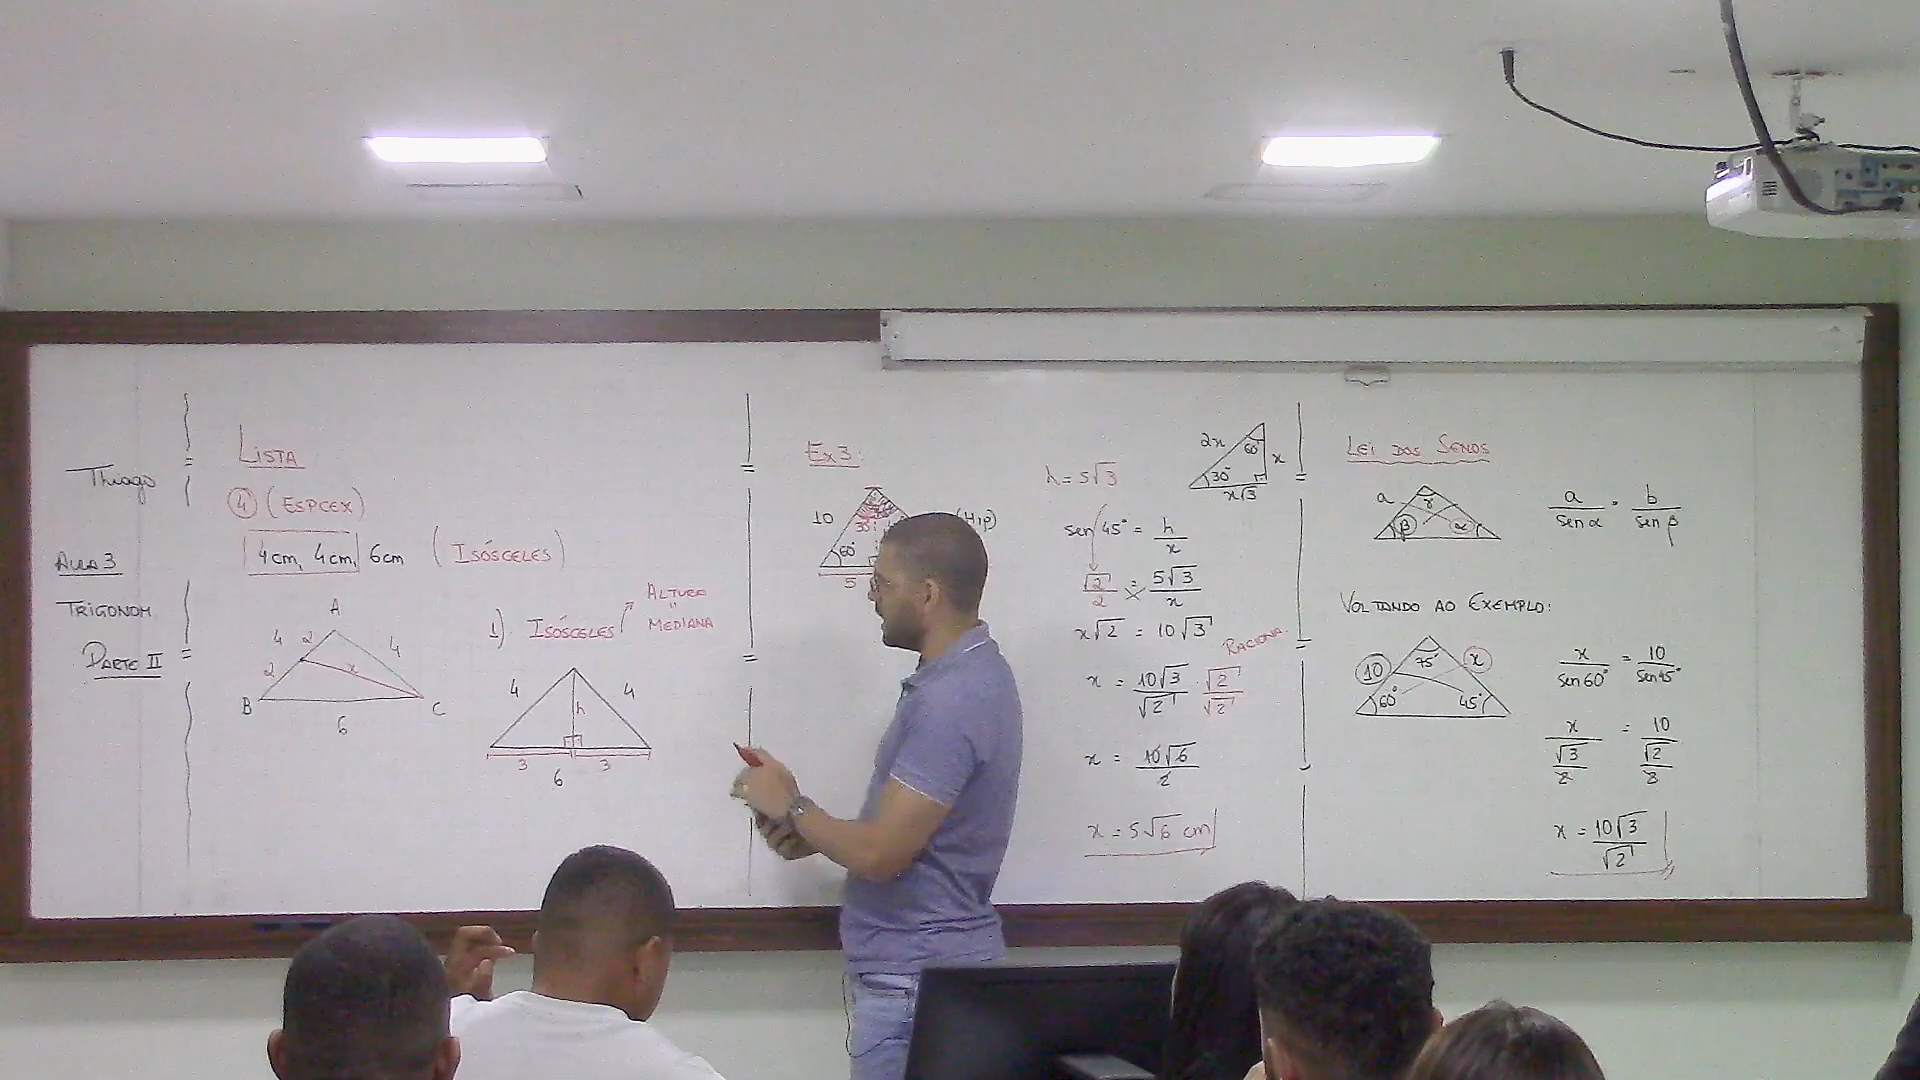 Thiago
AULA 3
TRIGONOM.
PARTE II
LISTA
4 (ESPCEX)
4cm, 4cm, 6cm (ISÓSCELES)
A
4 2 4
2 x
B C
6
1) ISÓSCELES
ALTURA
=
MEDIANA
4 4
h
3 3
6
Ex 3:
10 30° (HIP)
60°
5
h = 5√3
2x 60° x
30°
x√3
sen 45° = h/x
√2/2 = 5√3/x
x√2 = 10√3
RACIONA.
x = 10√3/√2 · √2/√2
x = 10√6/2
x = 5√6 cm
LEI DOS SENOS
a γ
β α
a/sen α = b/sen β
VOLTANDO AO EXEMPLO:
10 75° x
60° 45°
x/sen 60° = 10/sen 45°
x/(√3/2) = 10/(√2/2)
x = 10√3/√2